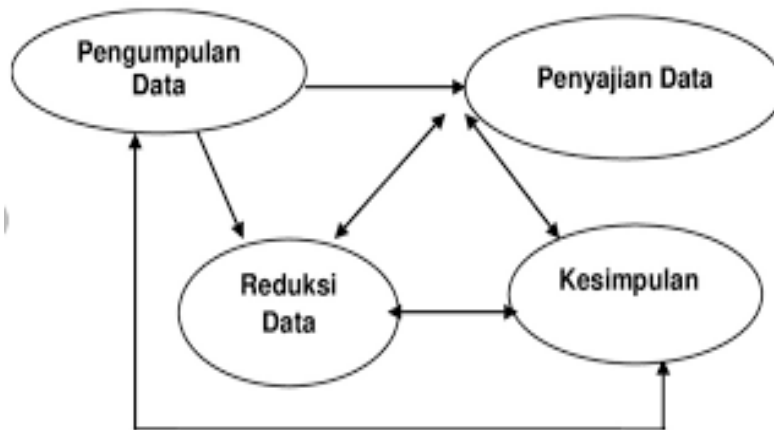 Pengumpulan
Data
Penyajian Data
Reduksi
Data
Kesimpulan